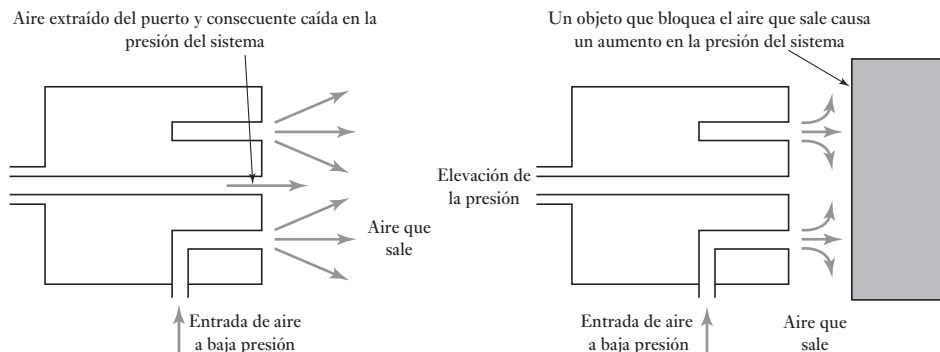 Aire extraído del puerto y consecuente caída en la
presión del sistema
Aire que
sale
Entrada de aire
a baja presión
Un objeto que bloquea el aire que sale causa
un aumento en la presión del sistema
Elevación de
la presión
Entrada de aire
a baja presión
Aire que
sale